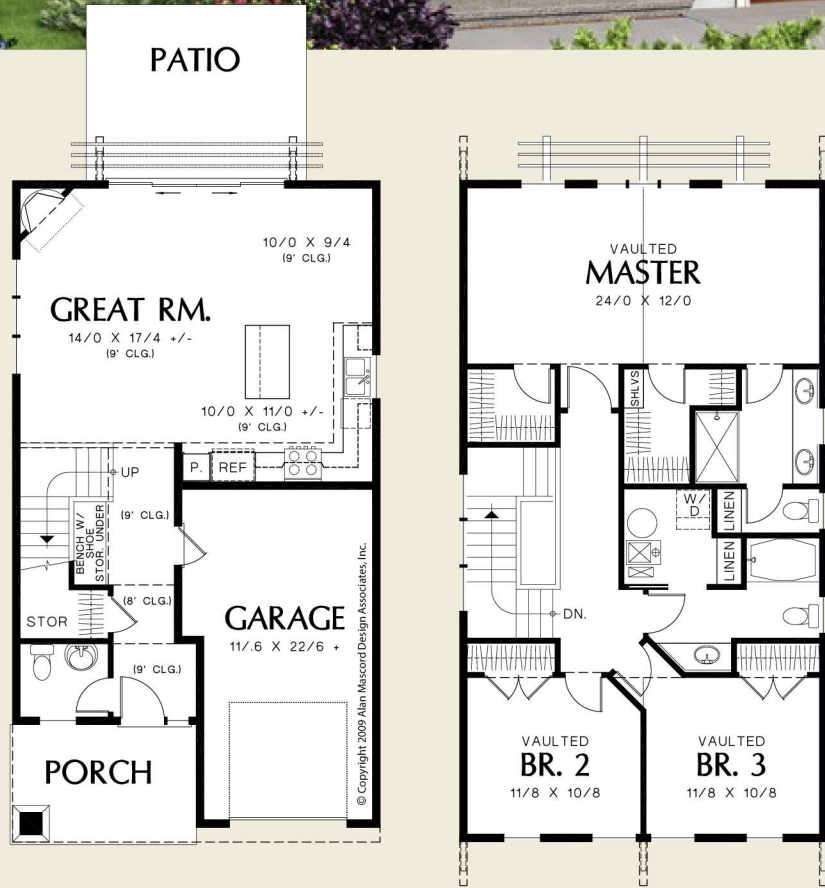 PATIO
10/0 X 9/4
(9' CLG.)
GREAT RM.
14/0 X 17/4 +/-
(9' CLG.)
10/0 X 11/0 +/-
(9' CLG.)
P.
REF
UP
BENCH W/
SHOE
STOR. UNDER
(9' CLG.)
(8' CLG.)
STOR
(9' CLG.)
GARAGE
11/.6 X 22/6 +
© Copyright 2009 Alan Mascord Design Associates, Inc.
PORCH
VAULTED
MASTER
24/0 X 12/0
SHLVS
W/
D
LINEN
LINEN
DN.
VAULTED
BR. 2
11/8 X 10/8
VAULTED
BR. 3
11/8 X 10/8